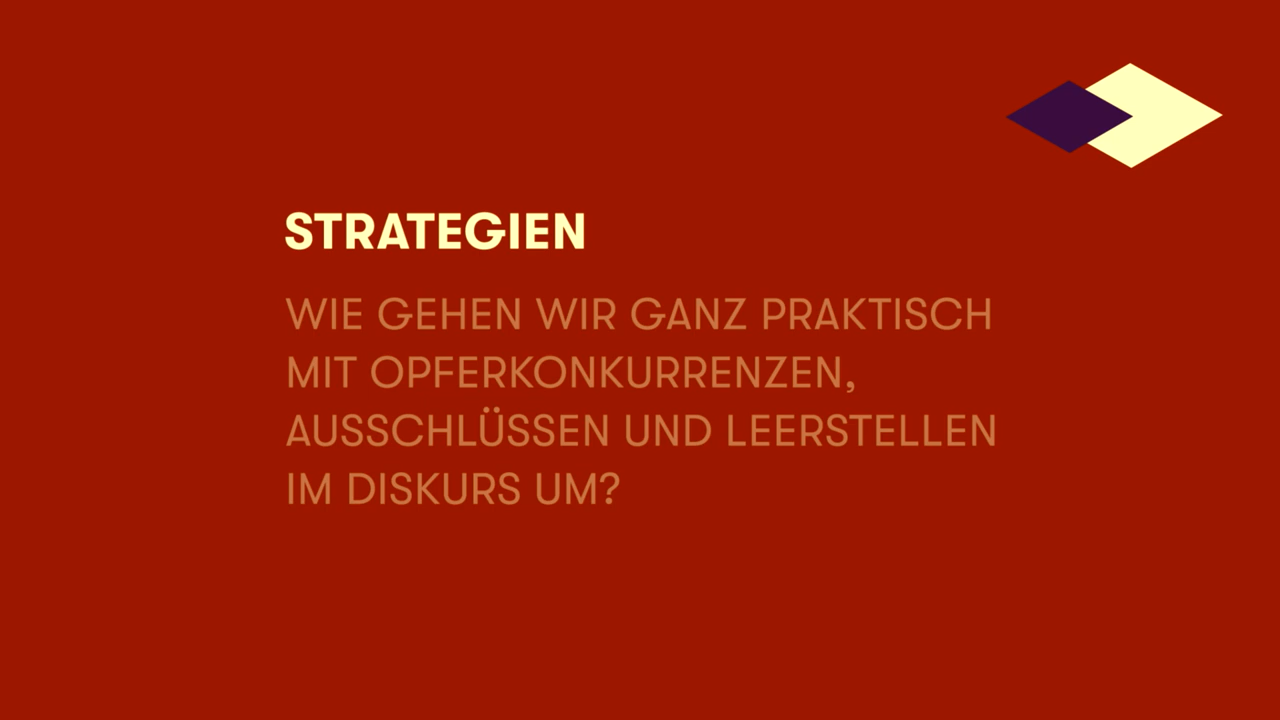 STRATEGIEN
WIE GEHEN WIR GANZ PRAKTISCH
MIT OPFERKONKURRENZEN,
AUSSCHLÜSSEN UND LEERSTELLEN
IM DISKURS UM?